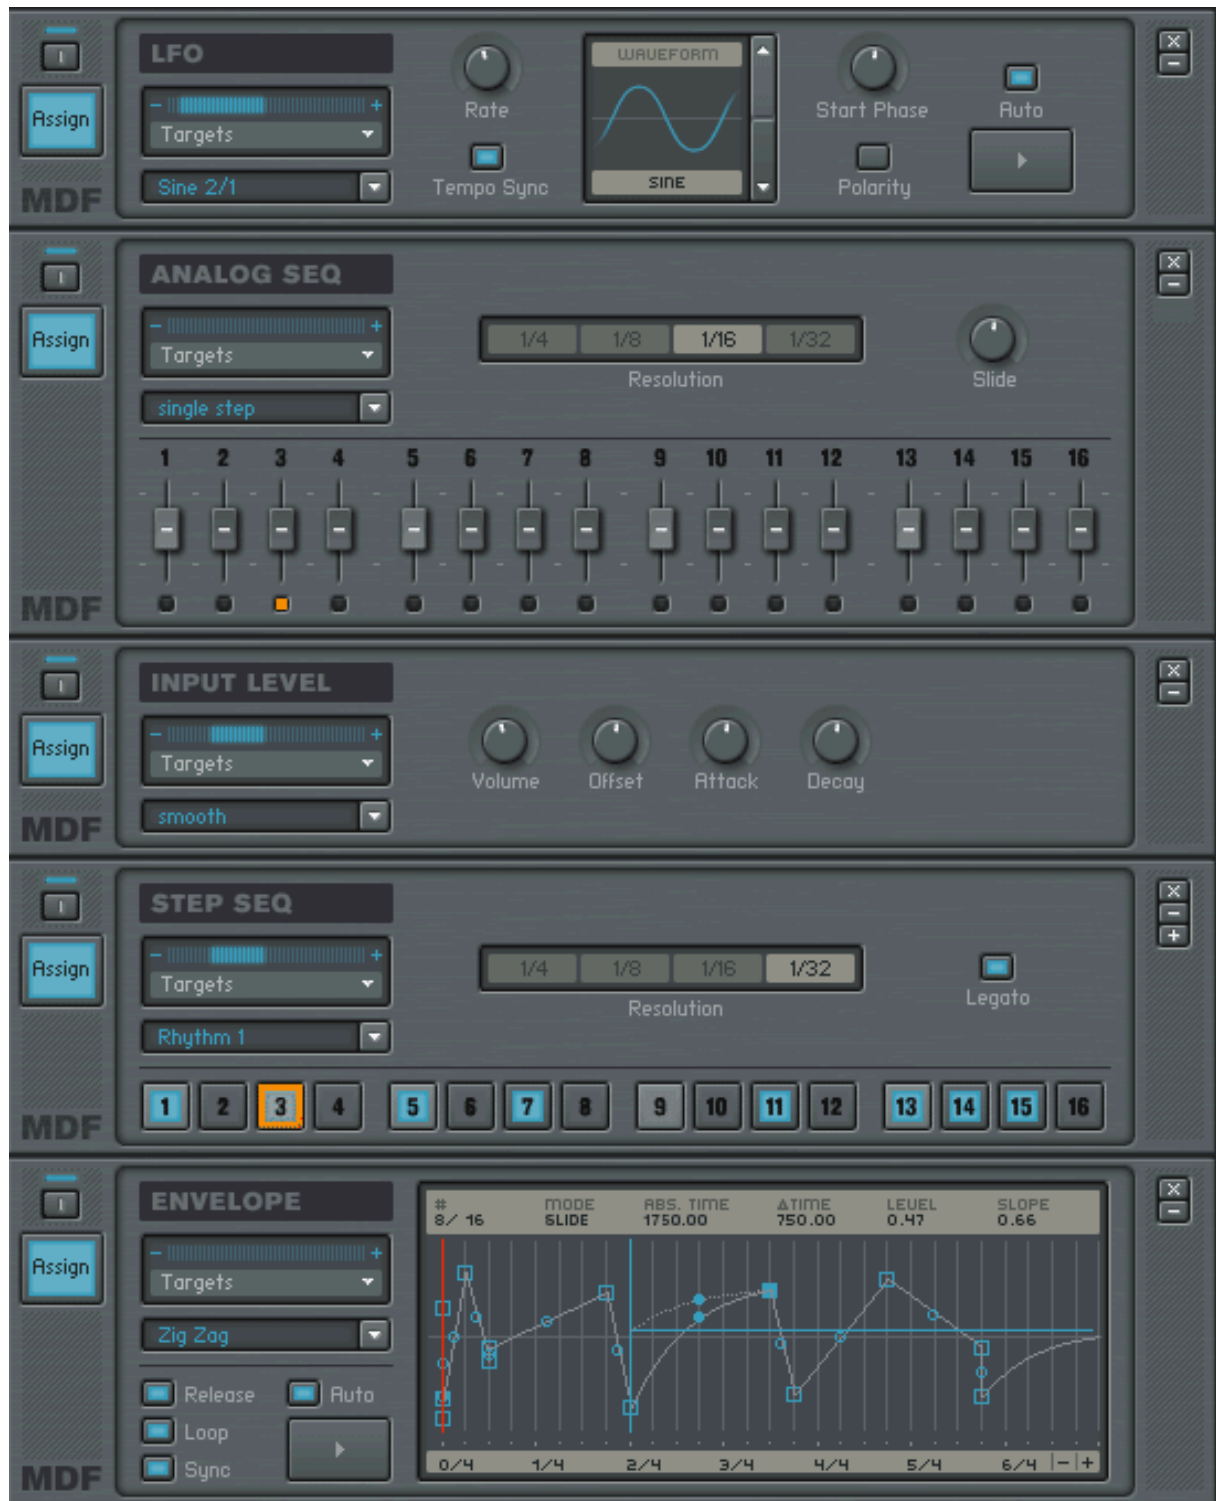 I
LFO
Assign
- +
Targets
Sine 2/1
MDF
Rate
Tempo Sync
WAVEFORM
SINE
Start Phase
Polarity
Auto
X
-
I
ANALOG SEQ
Assign
- +
Targets
single step
1/4 1/8 1/16 1/32
Resolution
Slide
X
-
1 2 3 4 5 6 7 8 9 10 11 12 13 14 15 16
MDF
I
INPUT LEVEL
Assign
- +
Targets
smooth
MDF
Volume Offset Attack Decay
X
-
I
STEP SEQ
Assign
- +
Targets
Rhythm 1
1/4 1/8 1/16 1/32
Resolution
Legato
X
-
+
1 2 3 4 5 6 7 8 9 10 11 12 13 14 15 16
MDF
I
ENVELOPE
Assign
- +
Targets
Zig Zag
Release Auto
Loop
Sync
MDF
# MODE ABS. TIME ΔTIME LEVEL SLOPE
8/ 16 SLIDE 1750.00 750.00 0.47 0.66
0/4 1/4 2/4 3/4 4/4 5/4 6/4 |-|+
X
-